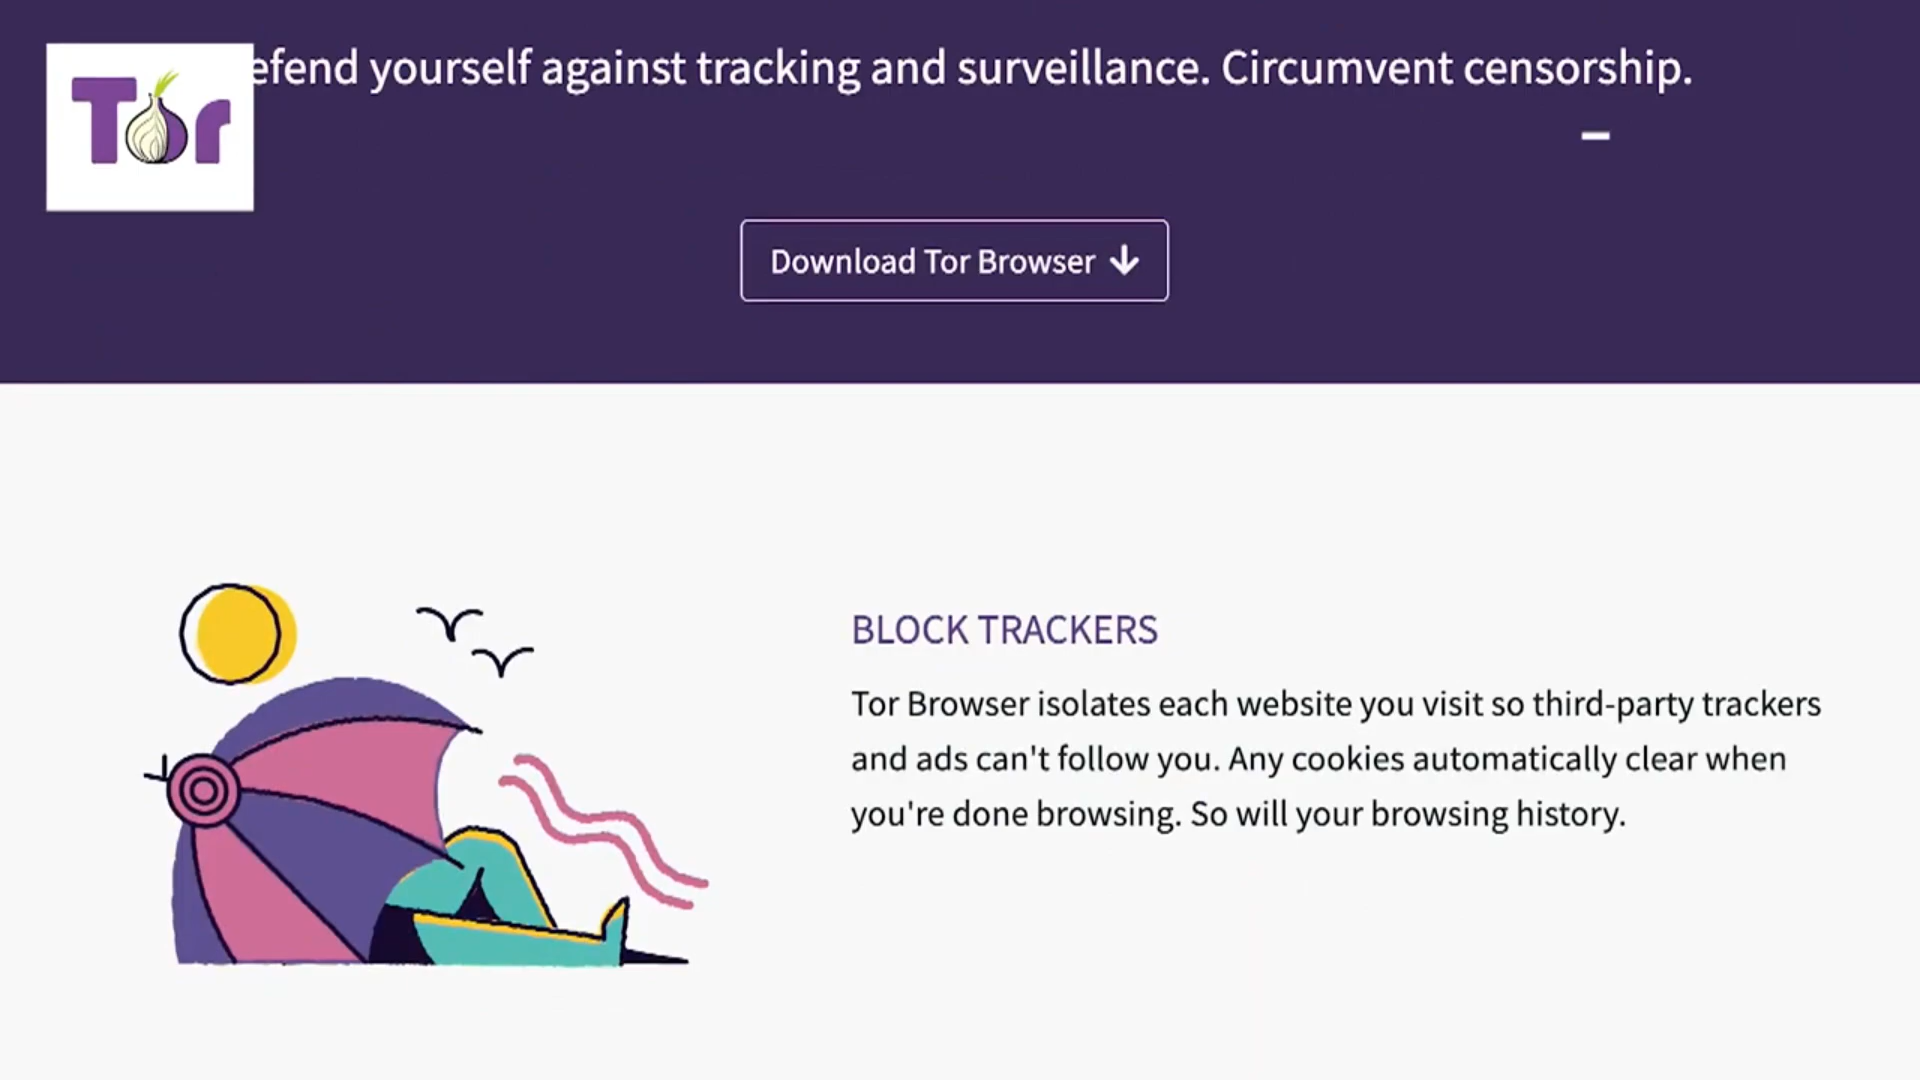 Tor
efend yourself against tracking and surveillance. Circumvent censorship.
Download Tor Browser
BLOCK TRACKERS
Tor Browser isolates each website you visit so third-party trackers
and ads can't follow you. Any cookies automatically clear when
you're done browsing. So will your browsing history.